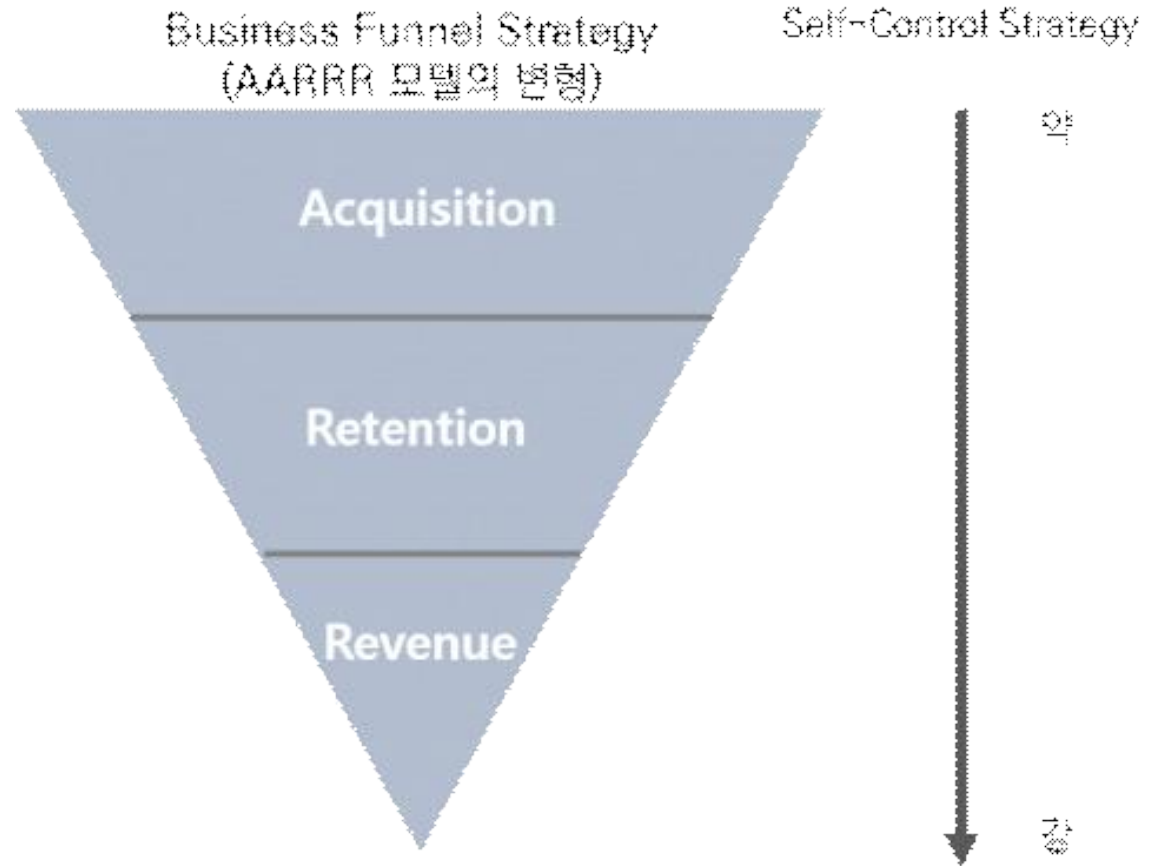 Business Funnel Strategy
(AARRR 모델의 변형)
Self-Control Strategy
약
Acquisition
Retention
Revenue
강